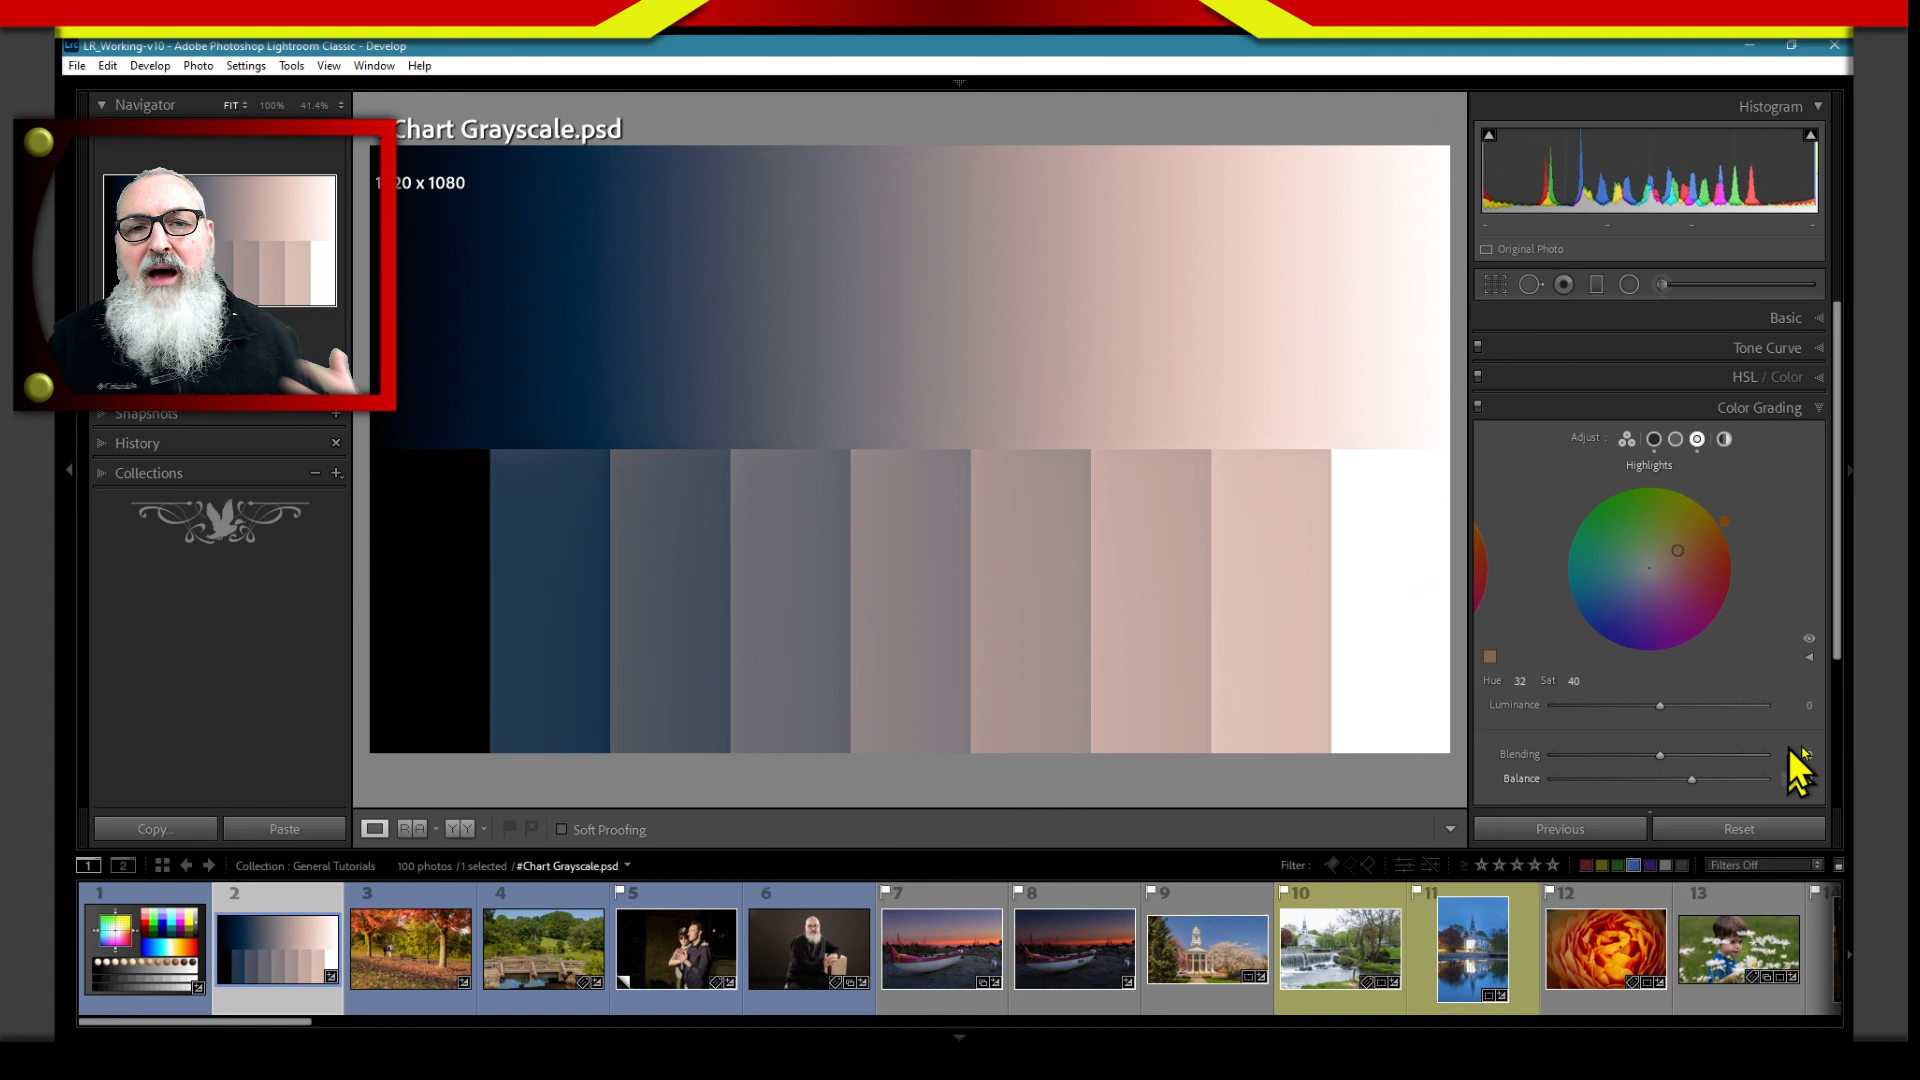 Lrc LR_Working-v10 - Adobe Photoshop Lightroom Classic - Develop
File Edit Develop Photo Settings Tools View Window Help
Navigator FIT 100% 41.4%
Histogram
Chart Grayscale.psd
20 x 1080
Original Photo
Basic
Tone Curve
HSL / Color
Color Grading
Adjust :
Highlights
Snapshots
History
Collections
Hue 32 Sat 40
Luminance 0
Blending
Balance
Copy... Paste
R A Y Y Soft Proofing
Previous Reset
1 2 Collection : General Tutorials 100 photos / 1 selected / #Chart Grayscale.psd Filter : Filters Off
1 2 3 4 5 6 7 8 9 10 11 12 13 14